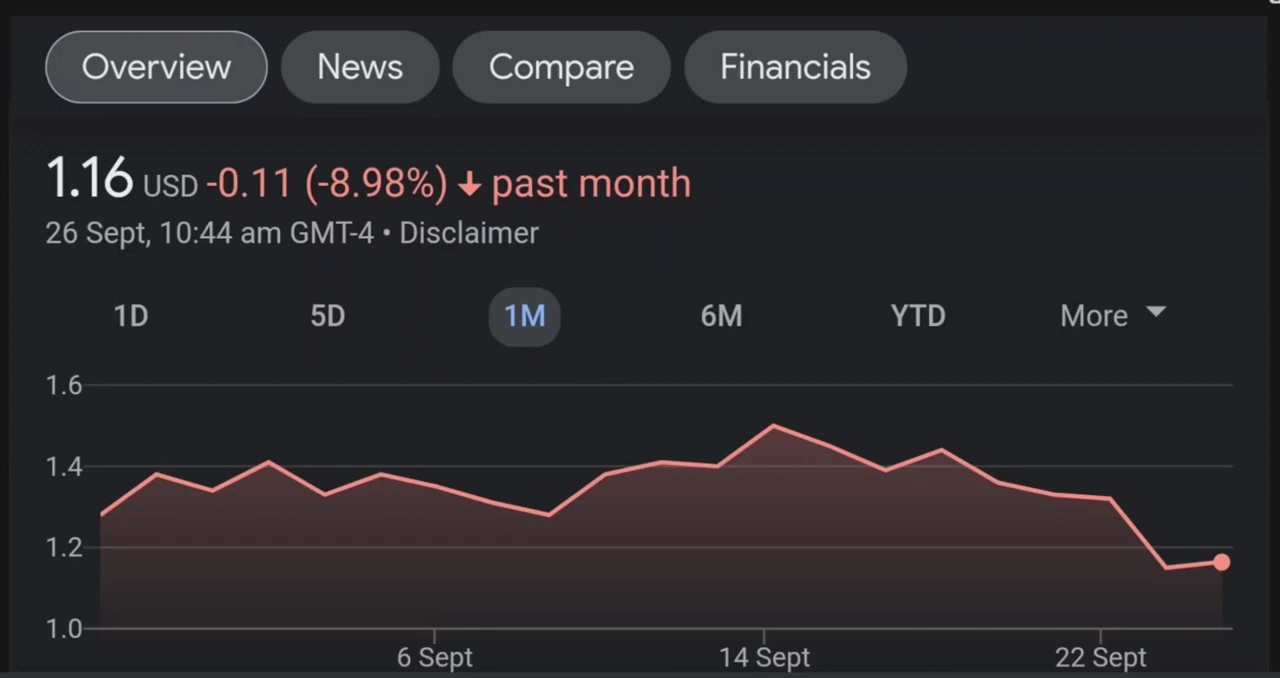 Overview News Compare Financials
1.16 USD -0.11 (-8.98%) ↓ past month
26 Sept, 10:44 am GMT-4 • Disclaimer
1D 5D 1M 6M YTD More
1.6
1.4
1.2
1.0
6 Sept 14 Sept 22 Sept